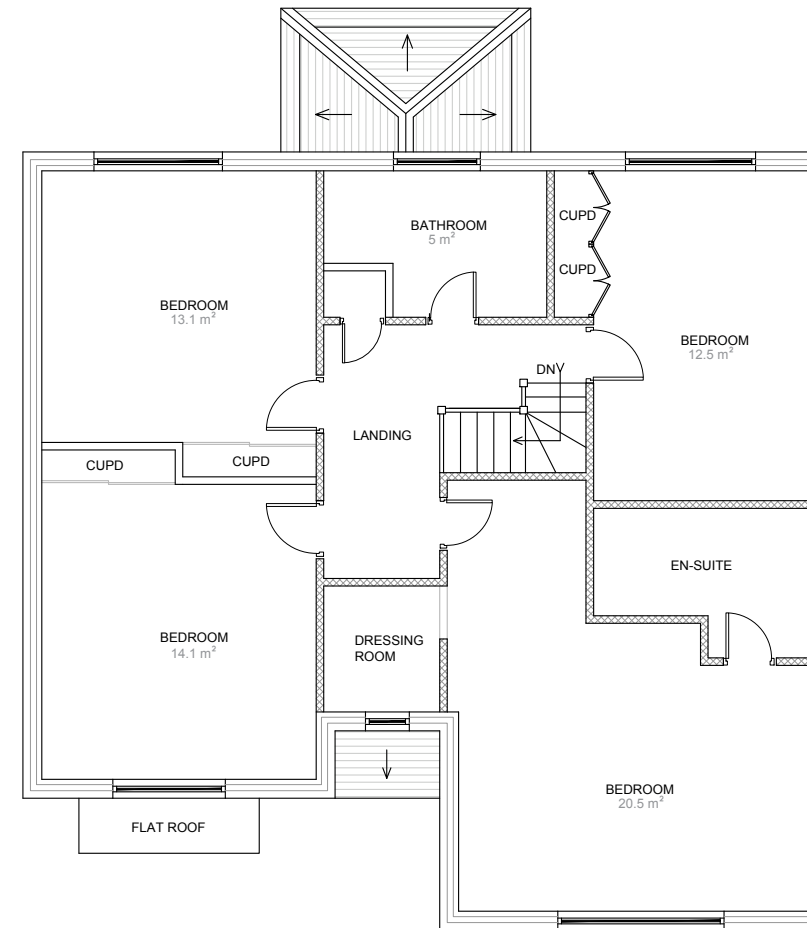 BATHROOM
5 m²
CUPD
CUPD
BEDROOM
13.1 m²
BEDROOM
12.5 m²
DN
LANDING
CUPD
CUPD
EN-SUITE
BEDROOM
14.1 m²
DRESSING
ROOM
BEDROOM
20.5 m²
FLAT ROOF